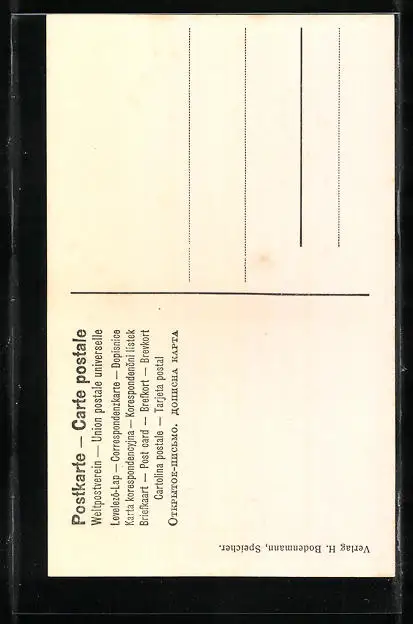 Postkarte — Carte postale
Weltpostverein — Union postale universelle
Levelező-Lap — Correspondenzkarte — Dopisnice
Karta korespondencyjna — Korespondenční lístek
Briefkaart — Post card — Brefkort — Brevkort
Cartolina postale — Tarjeta postal
Открытое-письмо. дописна карта
Verlag H. Bodenmann, Speicher.